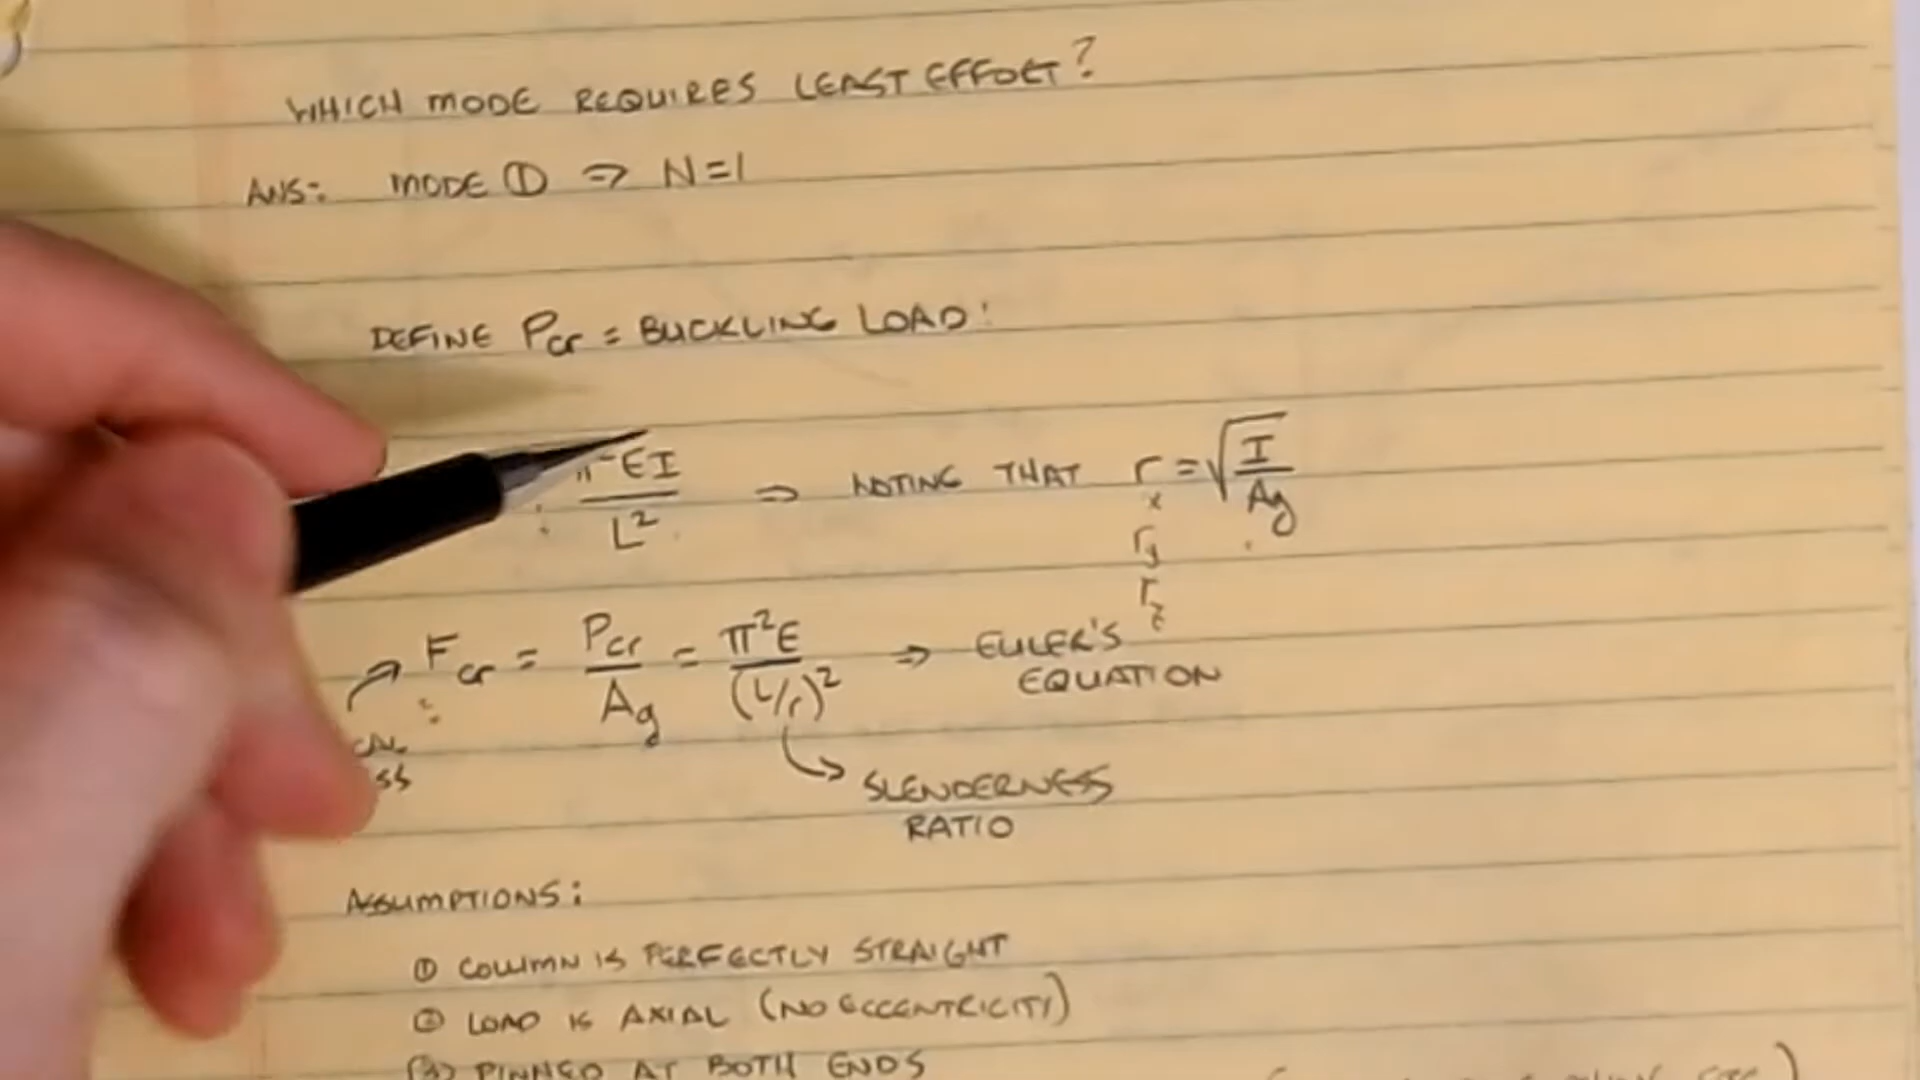 WHICH MODE REQUIRES LEAST EFFORT?
ANS: MODE ① ⇒ N=1
DEFINE Pcr = BUCKLING LOAD:
π²EI / L² ⇒ NOTING THAT r = √(I/Ag)
x
ry
rz
Fcr = Pcr/Ag = π²E/(L/r)² ⇒ EULER'S
EQUATION
SLENDERNESS
RATIO
ASSUMPTIONS:
① COLUMN IS PERFECTLY STRAIGHT
② LOAD IS AXIAL (NO ECCENTRICITY)
③ PINNED AT BOTH ENDS